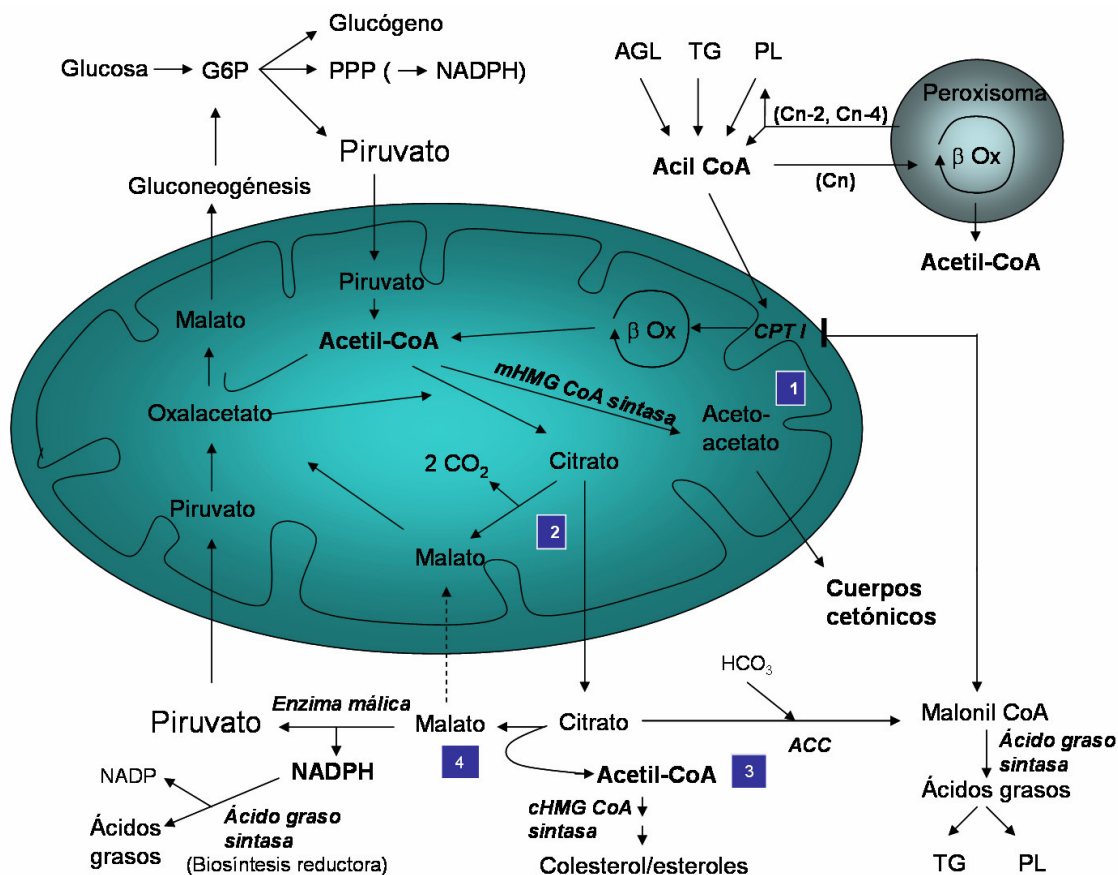 Glucógeno
Glucosa
G6P
PPP (
NADPH)
Piruvato
Gluconeogénesis
AGL
TG
PL
Peroxisoma
(Cn-2, Cn-4)
β Ox
Acil CoA
(Cn)
Acetil-CoA
Piruvato
Malato
Acetil-CoA
β Ox
CPT I
mHMG CoA sintasa
1
Oxalacetato
Aceto-
acetato
2 CO2
Citrato
Piruvato
2
Malato
Cuerpos
cetónicos
HCO3
Piruvato
Enzima málica
Malato
Citrato
ACC
Malonil CoA
4
NADPH
Acetil-CoA
3
Ácido graso
sintasa
NADP
Ácidos
grasos
Ácido graso
sintasa
(Biosíntesis reductora)
cHMG CoA
sintasa
Colesterol/esteroles
Ácidos grasos
TG
PL